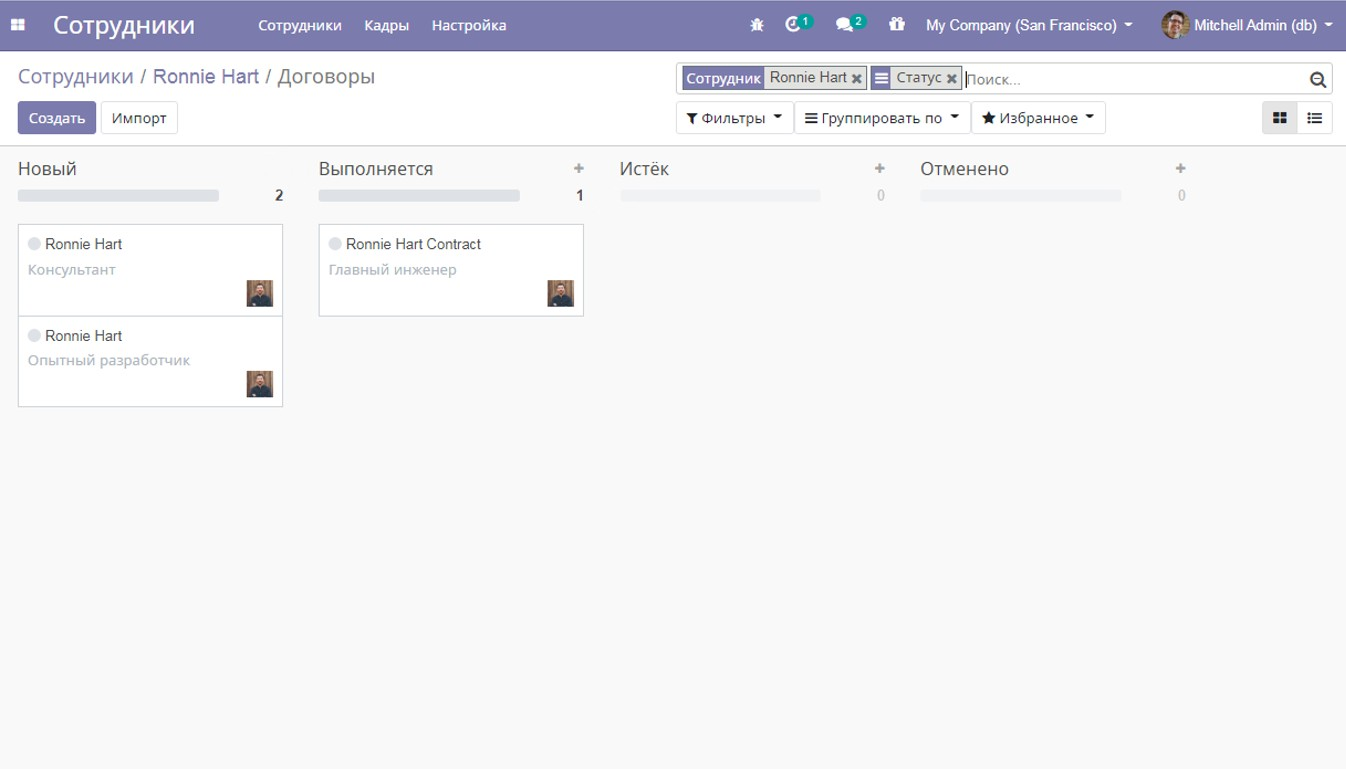 Сотрудники Сотрудники Кадры Настройка 1 2 My Company (San Francisco) Mitchell Admin (db)
Сотрудники / Ronnie Hart / Договоры
Сотрудник Ronnie Hart Статус Поиск...
Создать Импорт Фильтры Группировать по Избранное
Новый Выполняется Истёк Отменено
2 1 0 0
Ronnie Hart
Консультант
Ronnie Hart
Опытный разработчик
Ronnie Hart Contract
Главный инженер